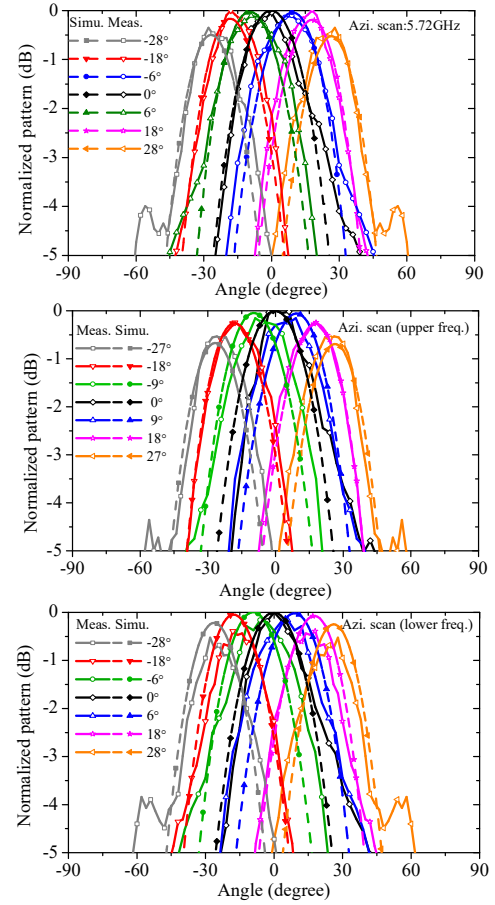 Simu. Meas.
Azi. scan:5.72GHz
-28°
-18°
-6°
0°
6°
18°
28°
Normalized pattern (dB)
0
-1
-2
-3
-4
-5
-90 -60 -30 0 30 60 90
Angle (degree)
Meas. Simu.
Azi. scan (upper freq.)
-27°
-18°
-9°
0°
9°
18°
27°
Normalized pattern (dB)
0
-1
-2
-3
-4
-5
-90 -60 -30 0 30 60 90
Angle (degree)
Meas. Simu.
Azi. scan (lower freq.)
-28°
-18°
-6°
0°
6°
18°
28°
Normalized pattern (dB)
0
-1
-2
-3
-4
-5
-90 -60 -30 0 30 60 90
Angle (degree)